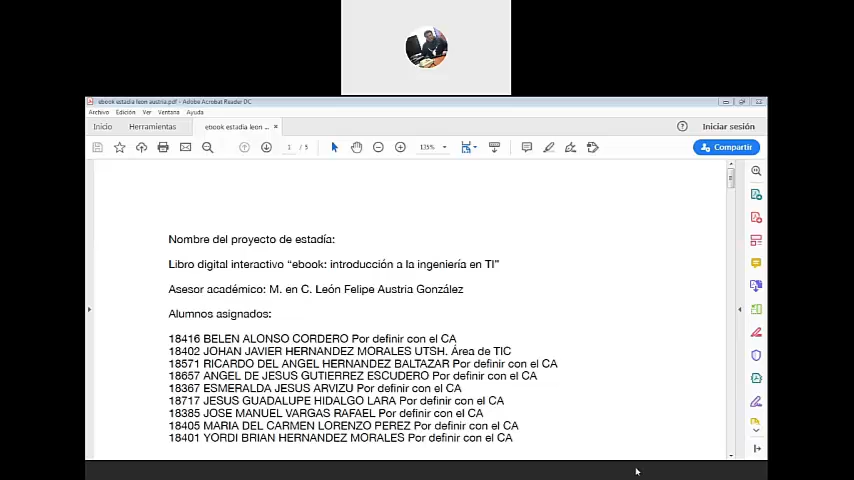 ebook estadia leon austria.pdf - Adobe Acrobat Reader DC
Archivo Edición Ver Ventana Ayuda
Inicio Herramientas ebook estadia leon ... × Iniciar sesión
1 / 5 125% Compartir
Nombre del proyecto de estadía:
Libro digital interactivo “ebook: introducción a la ingeniería en TI”
Asesor académico: M. en C. León Felipe Austria González
Alumnos asignados:
18416 BELEN ALONSO CORDERO Por definir con el CA
18402 JOHAN JAVIER HERNANDEZ MORALES UTSH. Área de TIC
18571 RICARDO DEL ANGEL HERNANDEZ BALTAZAR Por definir con el CA
18657 ANGEL DE JESUS GUTIERREZ ESCUDERO Por definir con el CA
18367 ESMERALDA JESUS ARVIZU Por definir con el CA
18717 JESUS GUADALUPE HIDALGO LARA Por definir con el CA
18385 JOSE MANUEL VARGAS RAFAEL Por definir con el CA
18405 MARIA DEL CARMEN LORENZO PEREZ Por definir con el CA
18401 YORDI BRIAN HERNANDEZ MORALES Por definir con el CA